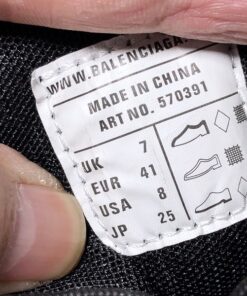 WWW.BALENCIAGA.
MADE IN CHINA
ART NO. 570391
UK 7
EUR 41
USA 8
JP 25